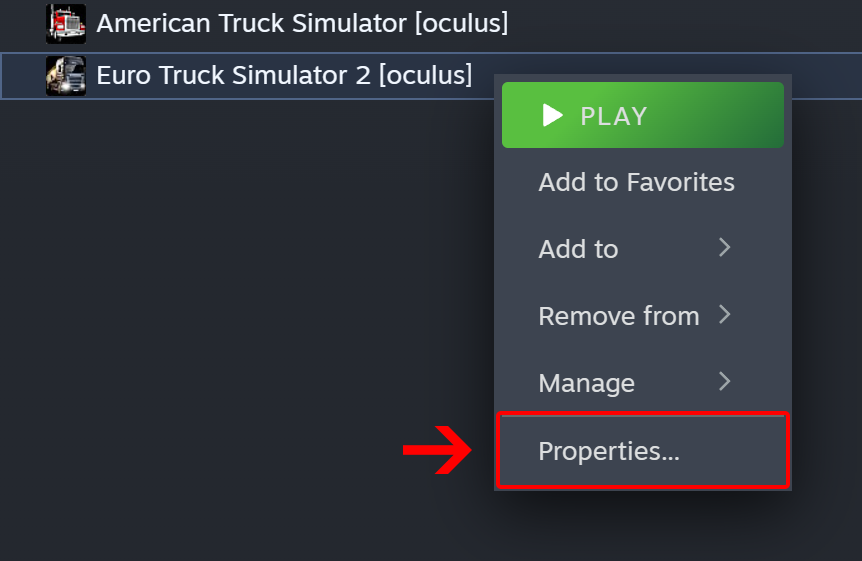 American Truck Simulator [oculus]
Euro Truck Simulator 2 [oculus]
PLAY
Add to Favorites
Add to
Remove from
Manage
Properties...